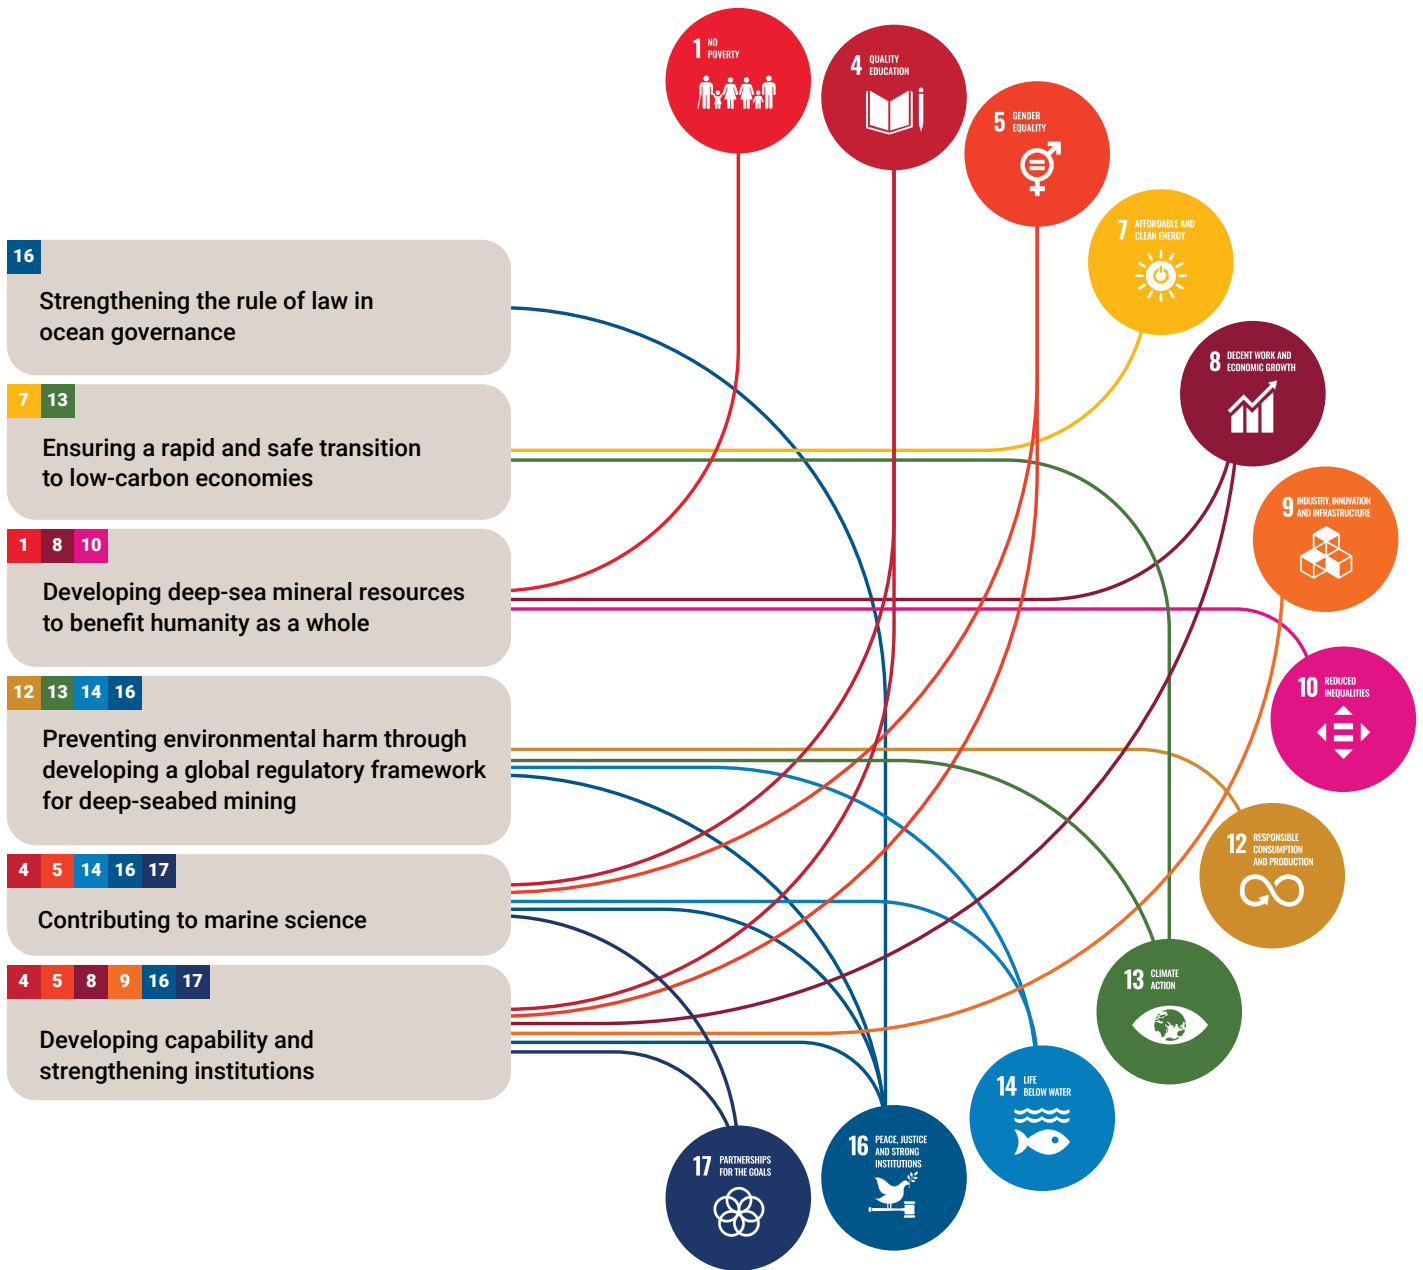 1 NO
POVERTY
4 QUALITY
EDUCATION
5 GENDER
EQUALITY
7 AFFORDABLE AND
CLEAN ENERGY
8 DECENT WORK AND
ECONOMIC GROWTH
9 INDUSTRY, INNOVATION
AND INFRASTRUCTURE
10 REDUCED
INEQUALITIES
12 RESPONSIBLE
CONSUMPTION
AND PRODUCTION
13 CLIMATE
ACTION
14 LIFE
BELOW WATER
16 PEACE, JUSTICE
AND STRONG
INSTITUTIONS
17 PARTNERSHIPS
FOR THE GOALS
16
Strengthening the rule of law in
ocean governance
7 13
Ensuring a rapid and safe transition
to low-carbon economies
1 8 10
Developing deep-sea mineral resources
to benefit humanity as a whole
12 13 14 16
Preventing environmental harm through
developing a global regulatory framework
for deep-seabed mining
4 5 14 16 17
Contributing to marine science
4 5 8 9 16 17
Developing capability and
strengthening institutions